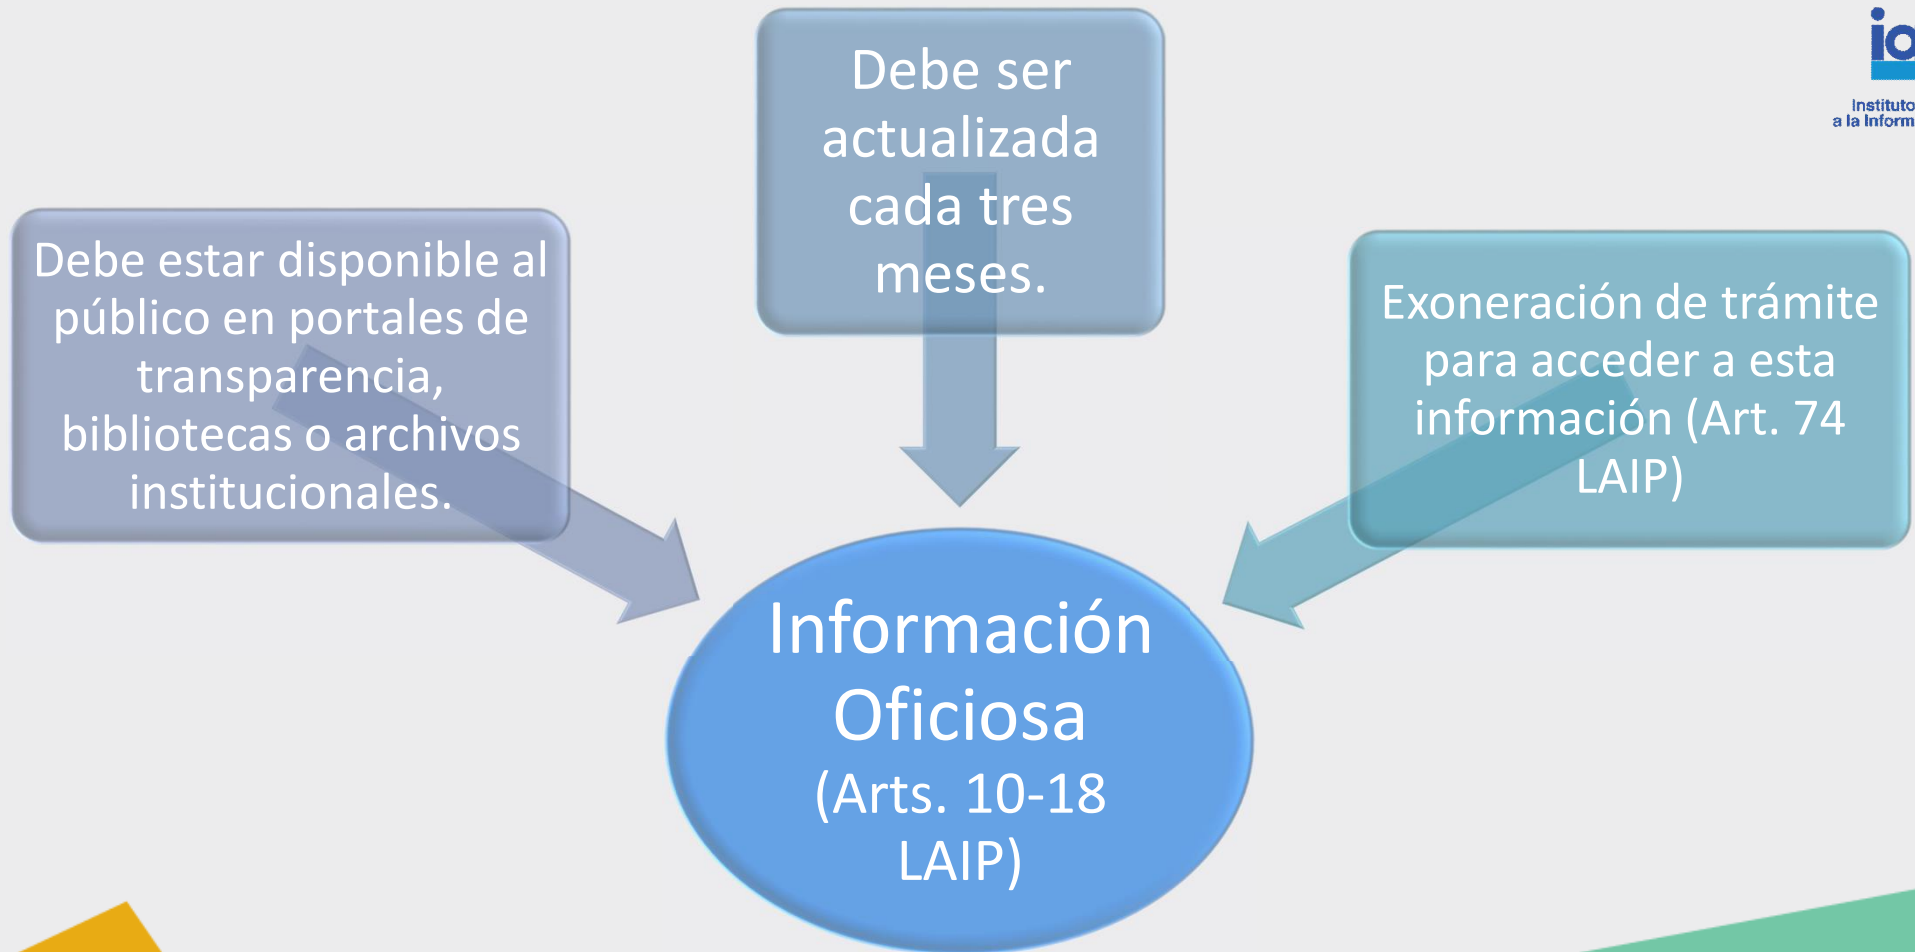 Debe ser
actualizada
cada tres
meses.
Debe estar disponible al
público en portales de
transparencia,
bibliotecas o archivos
institucionales.
Exoneración de trámite
para acceder a esta
información (Art. 74
LAIP)
Información
Oficiosa
(Arts. 10-18
LAIP)
Instituto
a la